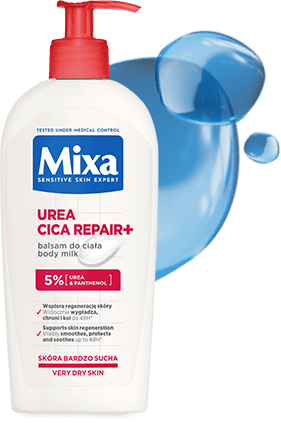 TESTED UNDER MEDICAL CONTROL
Mixa
SENSITIVE SKIN EXPERT
UREA
CICA REPAIR+
balsam do ciała
body milk
5% [UREA
& PANTHENOL]
Wspiera regenerację skóry
✓ Widocznie wygładza,
chroni i koi do 48H*
Supports skin regeneration
✓ Visibly smoothes, protects
and soothes up to 48H*
SKÓRA BARDZO SUCHA
VERY DRY SKIN